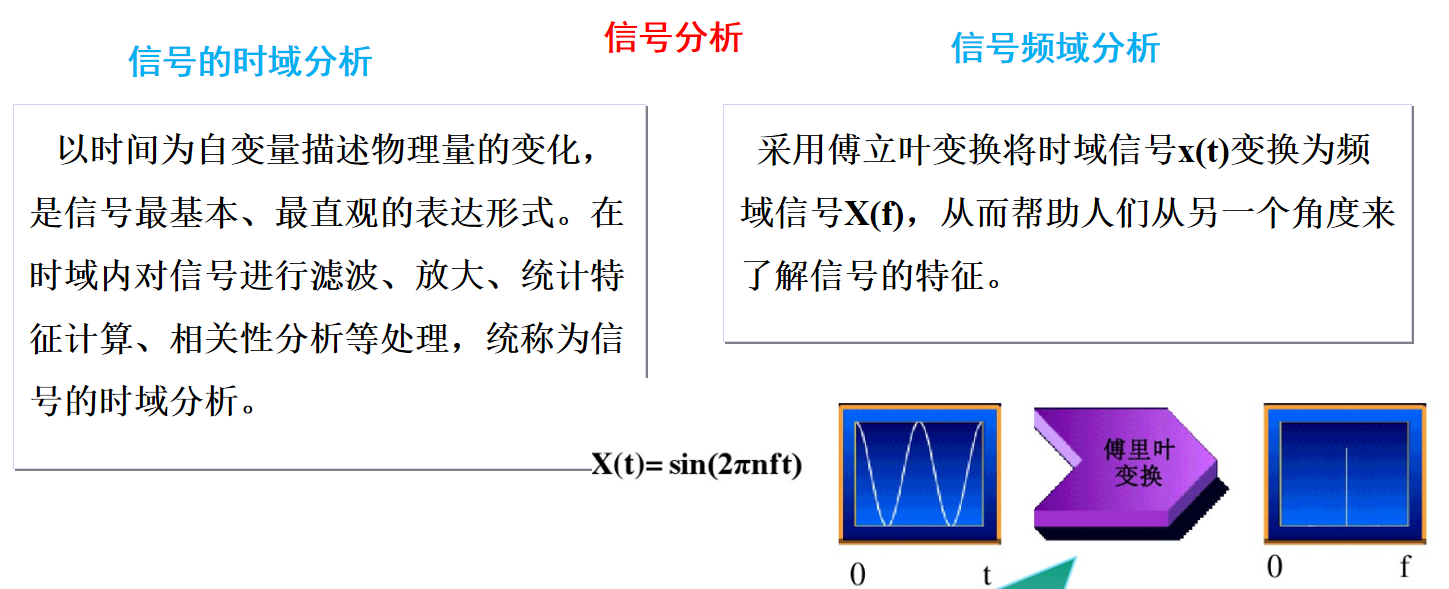 信号分析
信号的时域分析
信号频域分析
以时间为自变量描述物理量的变化，
是信号最基本、最直观的表达形式。在
时域内对信号进行滤波、放大、统计特
征计算、相关性分析等处理，统称为信
号的时域分析。
采用傅立叶变换将时域信号x(t)变换为频
域信号X(f)，从而帮助人们从另一个角度来
了解信号的特征。
X(t)= sin(2πnft)
傅里叶
变换
0 t
0 f